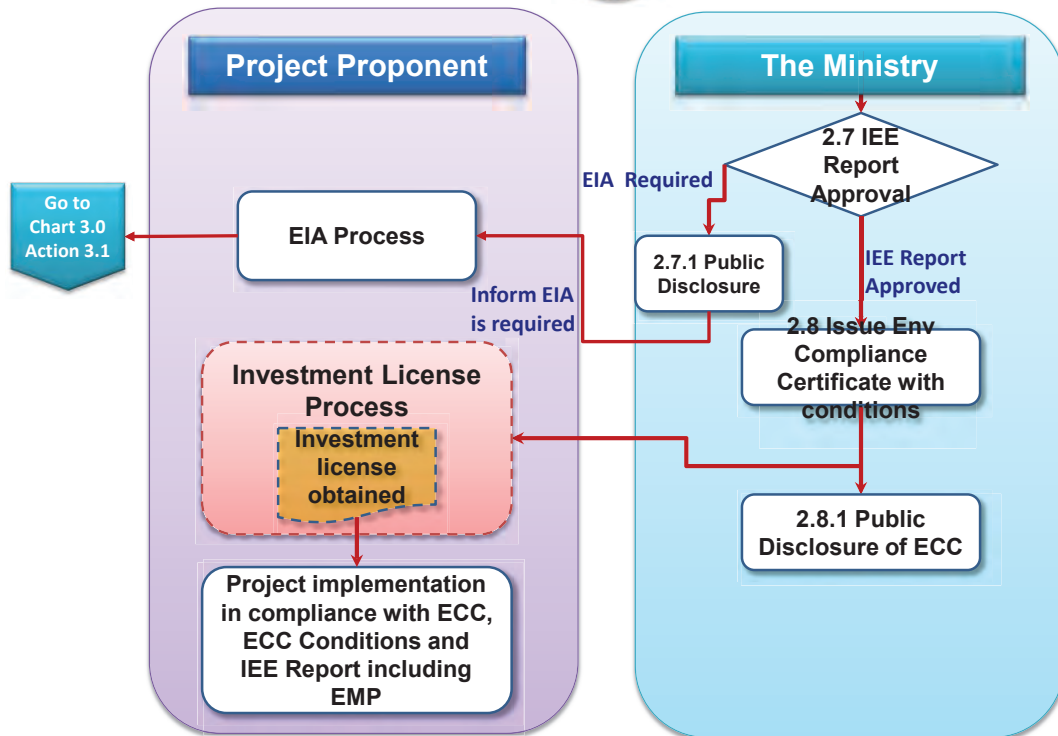 Project Proponent
The Ministry
2.7 IEE
Report
Approval
EIA Required
Go to
Chart 3.0
Action 3.1
EIA Process
2.7.1 Public
Disclosure
IEE Report
Approved
Inform EIA
is required
2.8 Issue Env
Compliance
Certificate with
conditions
Investment License
Process
Investment
license
obtained
2.8.1 Public
Disclosure of ECC
Project implementation
in compliance with ECC,
ECC Conditions and
IEE Report including
EMP